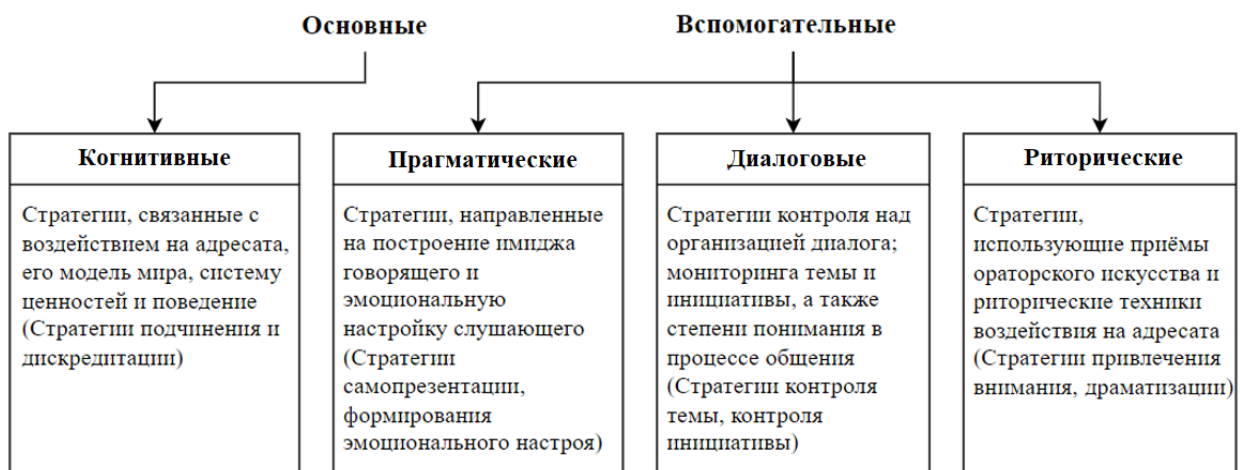 Основные
Вспомогательные
Когнитивные
Стратегии, связанные с
воздействием на адресата,
его модель мира, систему
ценностей и поведение
(Стратегии подчинения и
дискредитации)
Прагматические
Стратегии, направленные
на построение имиджа
говорящего и
эмоциональную
настройку слушающего
(Стратегии
самопрезентации,
формирования
эмоционального настроя)
Диалоговые
Стратегии контроля над
организацией диалога;
мониторинга темы и
инициативы, а также
степени понимания в
процессе общения
(Стратегии контроля
темы, контроля
инициативы)
Риторические
Стратегии,
использующие приёмы
ораторского искусства и
риторические техники
воздействия на адресата
(Стратегии привлечения
внимания, драматизации)